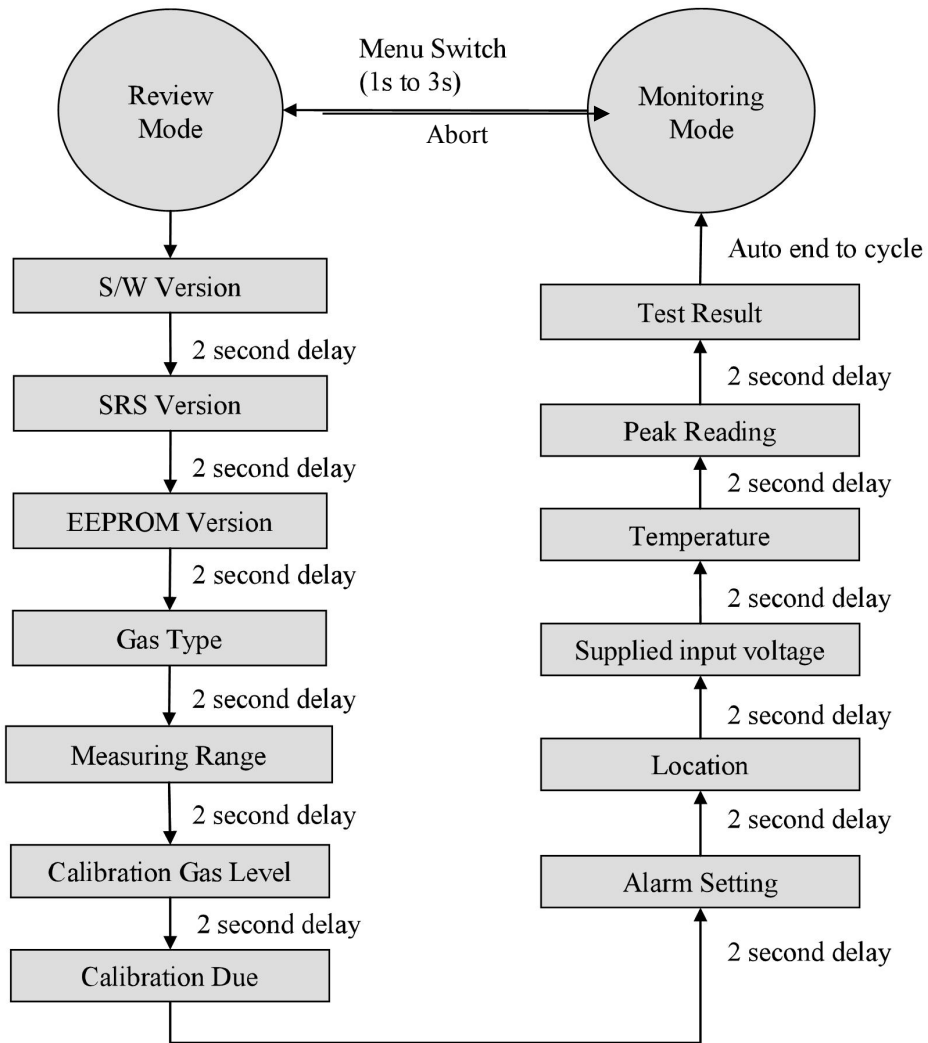 Review
Mode
Menu Switch
(1s to 3s)
Abort
Monitoring
Mode
S/W Version
2 second delay
SRS Version
2 second delay
EEPROM Version
2 second delay
Gas Type
2 second delay
Measuring Range
2 second delay
Calibration Gas Level
2 second delay
Calibration Due
2 second delay
Alarm Setting
2 second delay
Location
2 second delay
Supplied input voltage
2 second delay
Temperature
2 second delay
Peak Reading
2 second delay
Test Result
Auto end to cycle